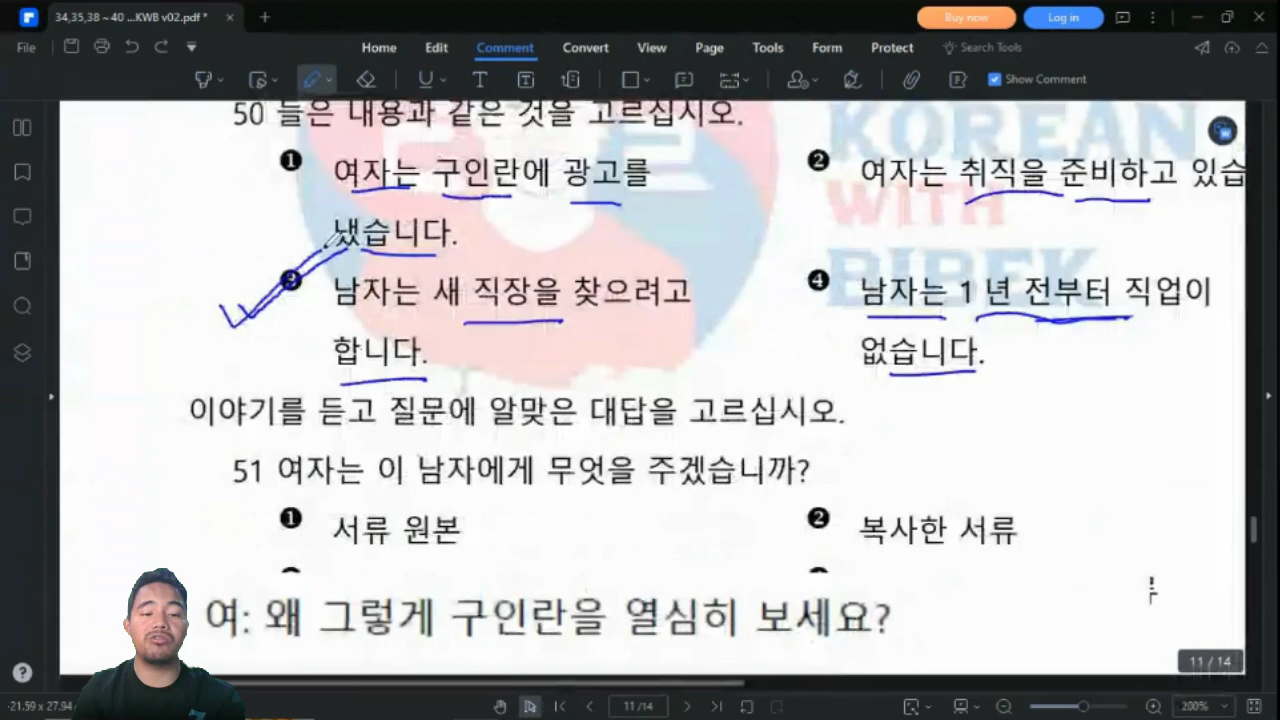 34,35,38 ~ 40 ...KWB v02.pdf *
Buy now
Log in
File
Home Edit Comment Convert View Page Tools Form Protect Search Tools
Show Comment
50 들은 내용과 같은 것을 고르십시오.
KOREAN
WITH
BIBEK
❶ 여자는 구인란에 광고를
냈습니다.
❷ 여자는 취직을 준비하고 있습
❸ 남자는 새 직장을 찾으려고
합니다.
❹ 남자는 1 년 전부터 직업이
없습니다.
이야기를 듣고 질문에 알맞은 대답을 고르십시오.
51 여자는 이 남자에게 무엇을 주겠습니까?
❶ 서류 원본
❷ 복사한 서류
여: 왜 그렇게 구인란을 열심히 보세요?
11 / 14
21.59 x 27.94
11 /14
200%